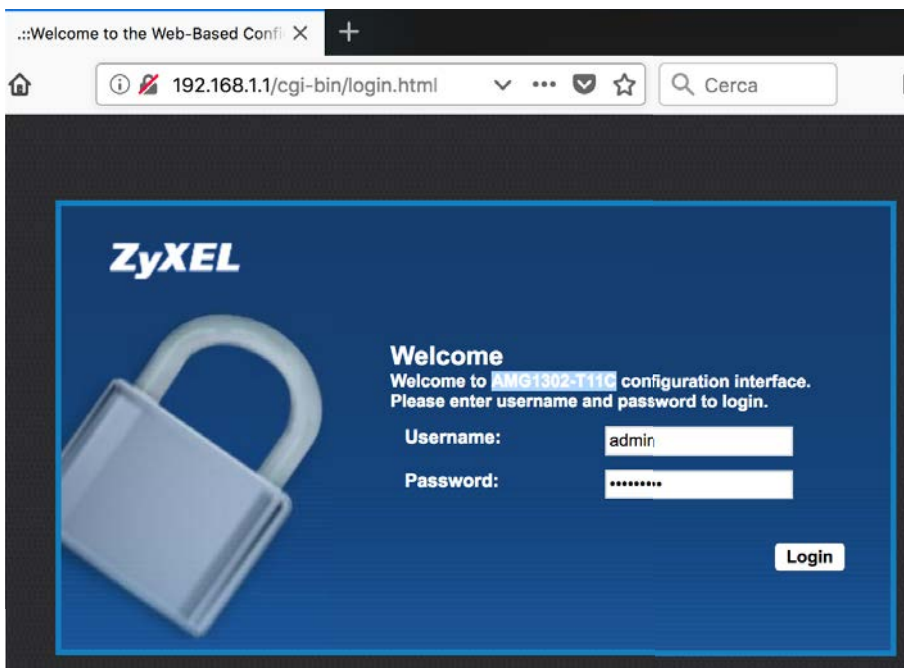 .::Welcome to the Web-Based Confi
192.168.1.1/cgi-bin/login.html
Cerca
ZyXEL
Welcome
Welcome to AMG1302-T11C configuration interface.
Please enter username and password to login.
Username: admin
Password: •••••••••
Login